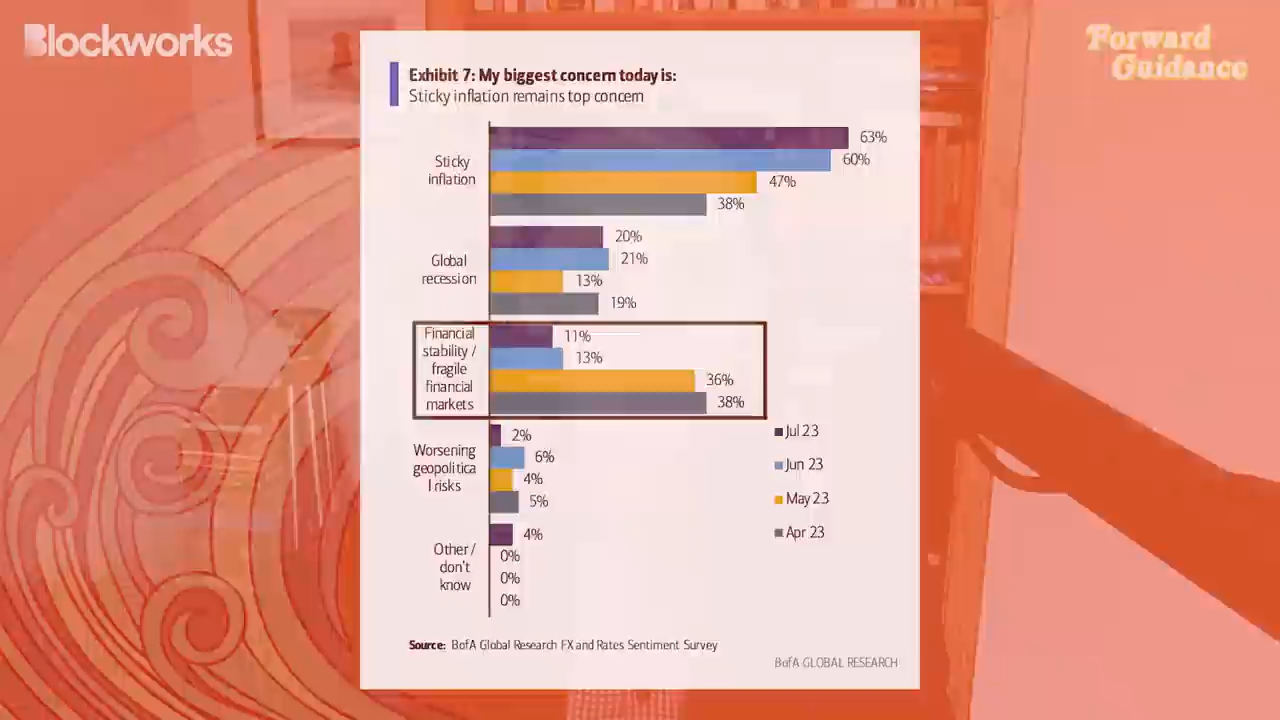 Blockworks
Forward
Guidance
Exhibit 7: My biggest concern today is:
Sticky inflation remains top concern
Sticky
inflation
63%
60%
47%
38%
Global
recession
20%
21%
13%
19%
Financial
stability /
fragile
financial
markets
11%
13%
36%
38%
Worsening
geopolitica
l risks
2%
6%
4%
5%
Other /
don't
know
4%
0%
0%
0%
Jul 23
Jun 23
May 23
Apr 23
Source: BofA Global Research FX and Rates Sentiment Survey
BofA GLOBAL RESEARCH